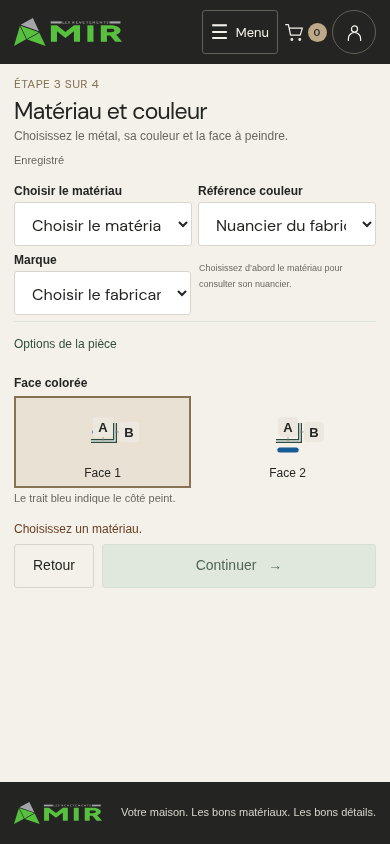 LES REVÊTEMENTS
MIR
Menu
0
ÉTAPE 3 SUR 4
Matériau et couleur
Choisissez le métal, sa couleur et la face à peindre.
Enregistré
Choisir le matériau
Référence couleur
Choisir le matéria
Nuancier du fabric
Marque
Choisir le fabricar
Choisissez d'abord le matériau pour
consulter son nuancier.
Options de la pièce
Face colorée
A
B
Face 1
A
B
Face 2
Le trait bleu indique le côté peint.
Choisissez un matériau.
Retour
Continuer →
MIR
Votre maison. Les bons matériaux. Les bons détails.